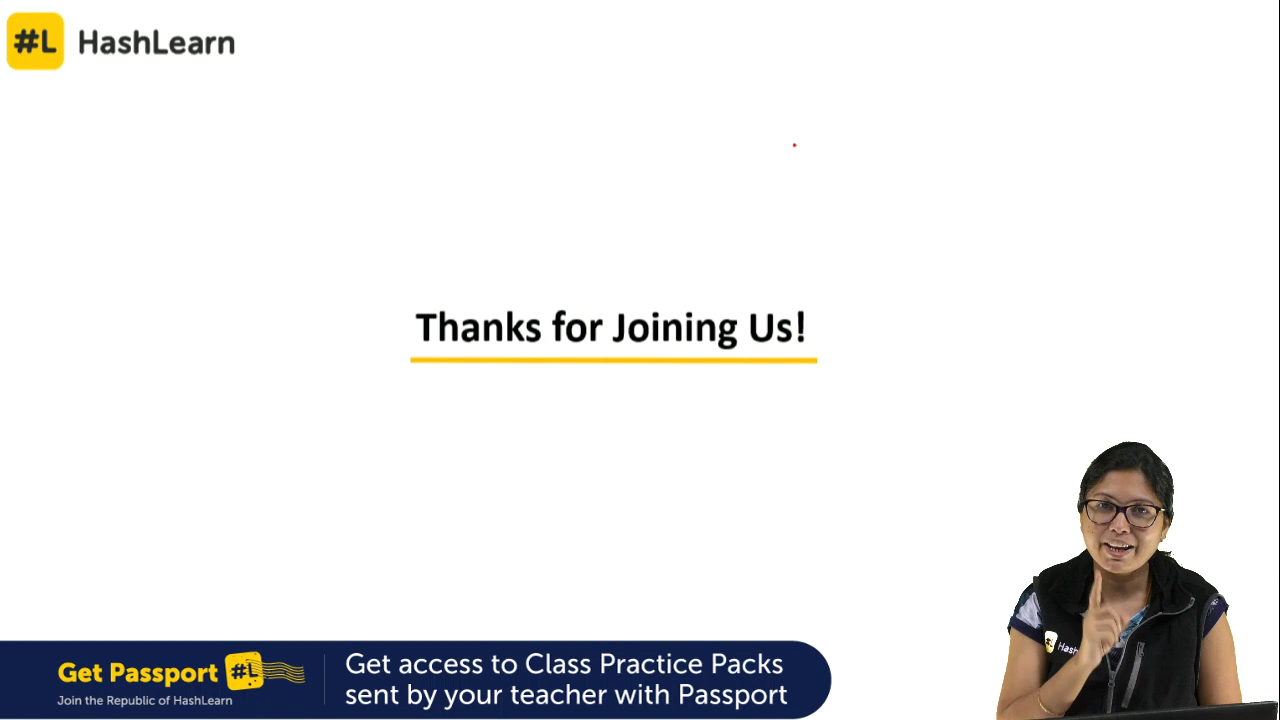 #L HashLearn
Thanks for Joining Us!
Hash
Get Passport #L
Join the Republic of HashLearn
Get access to Class Practice Packs
sent by your teacher with Passport